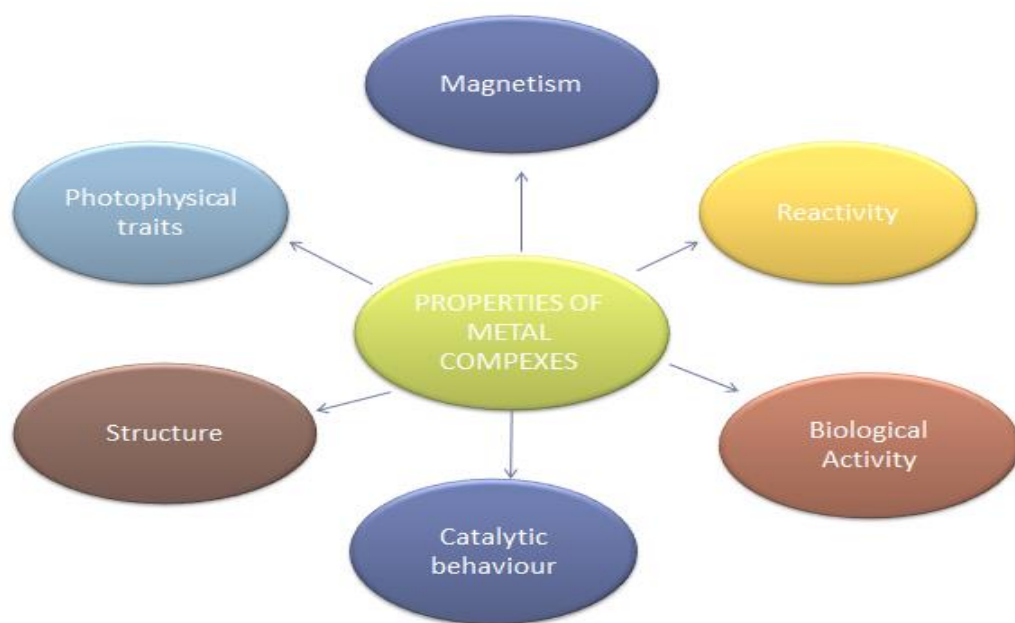 Magnetism
Photophysical
traits
Reactivity
PROPERTIES OF
METAL
COMPEXES
Structure
Biological
Activity
Catalytic
behaviour